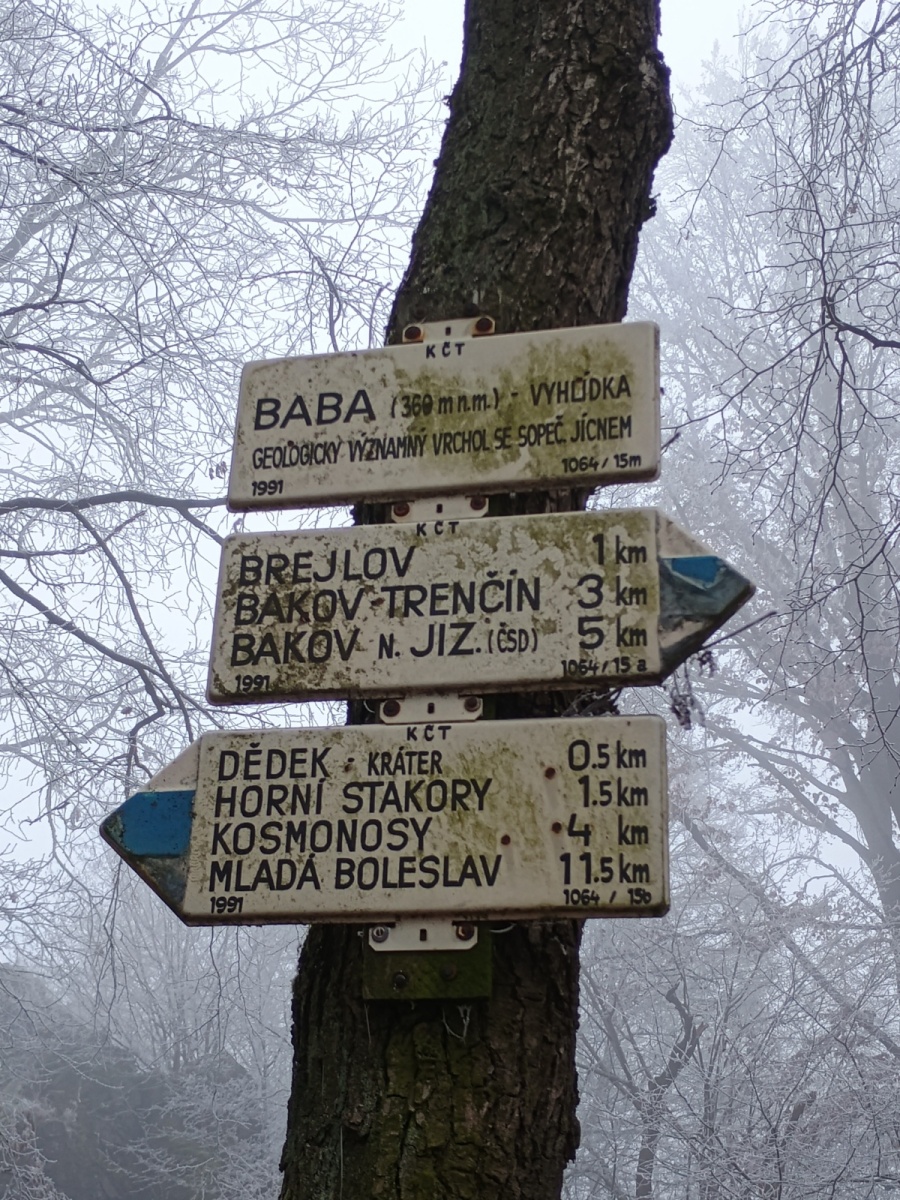 KČT
BABA (360 m n.m.) - VYHLÍDKA
GEOLOGICKY VÝZNAMNÝ VRCHOL SE SOPEČ. JÍCNEM
1991 1064/15m
KČT
BREJLOV 1 km
BAKOV-TRENČÍN 3 km
BAKOV N. JIZ. (ČSD) 5 km
1991 1064/15 a
KČT
DĚDEK - KRÁTER 0.5 km
HORNÍ STAKORY 1.5 km
KOSMONOSY 4 km
MLADÁ BOLESLAV 11.5 km
1991 1064 / 15b